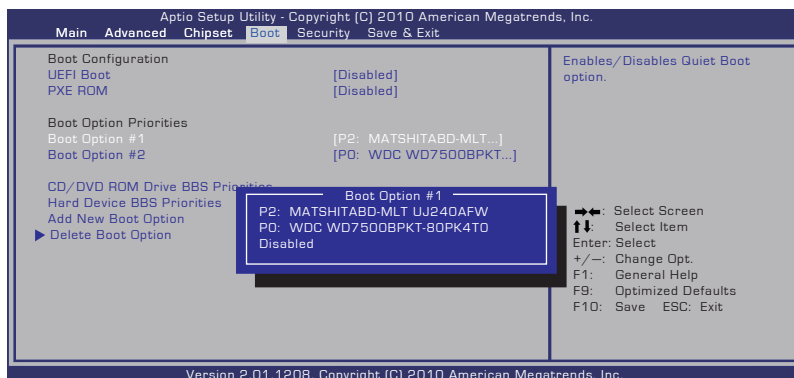 Aptio Setup Utility - Copyright (C) 2010 American Megatrends, Inc.
Main Advanced Chipset Boot Security Save & Exit
Boot Configuration
UEFI Boot [Disabled]
PXE ROM [Disabled]
Boot Option Priorities
Boot Option #1 [P2: MATSHITABD-MLT...]
Boot Option #2 [P0: WDC WD7500BPKT...]
CD/DVD ROM Drive BBS Priorities
Hard Device BBS Priorities
Add New Boot Option
Delete Boot Option
Boot Option #1
P2: MATSHITABD-MLT UJ240AFW
P0: WDC WD7500BPKT-80PK4T0
Disabled
Enables/Disables Quiet Boot
option.
→←: Select Screen
↑↓: Select Item
Enter: Select
+/—: Change Opt.
F1: General Help
F9: Optimized Defaults
F10: Save ESC: Exit
Version 2.01.1208. Copyright (C) 2010 American Megatrends, Inc.